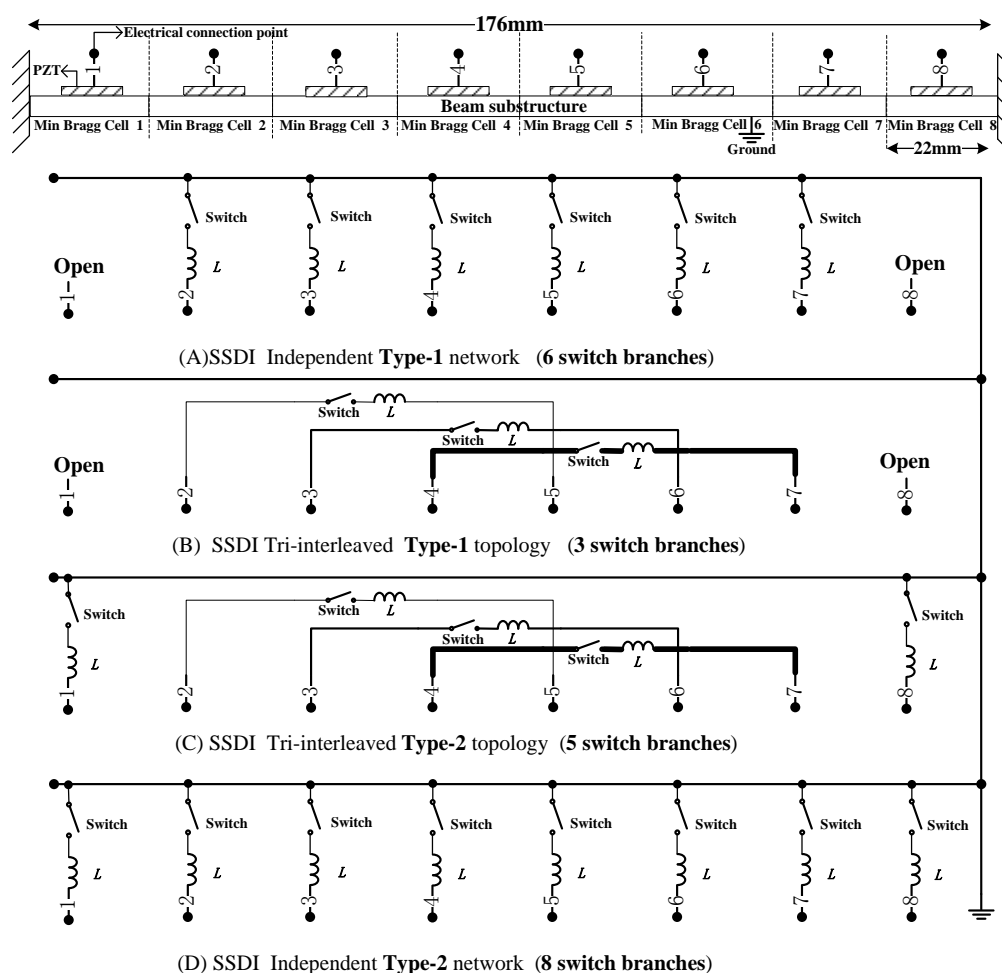 176mm
Electrical connection point
PZT
1 2 3 4 5 6 7 8
Beam substructure
Min Bragg Cell 1 Min Bragg Cell 2 Min Bragg Cell 3 Min Bragg Cell 4 Min Bragg Cell 5 Min Bragg Cell 6 Min Bragg Cell 7 Min Bragg Cell 8
Ground
22mm
Switch Switch Switch Switch Switch Switch
Open L L L L L L Open
1 2 3 4 5 6 7 8
(A)SSDI Independent Type-1 network (6 switch branches)
Switch L
Switch L
Open Switch L Open
1 2 3 4 5 6 7 8
(B) SSDI Tri-interleaved Type-1 topology (3 switch branches)
Switch Switch L Switch
Switch L
L Switch L L
1 2 3 4 5 6 7 8
(C) SSDI Tri-interleaved Type-2 topology (5 switch branches)
Switch Switch Switch Switch Switch Switch Switch Switch
L L L L L L L L
1 2 3 4 5 6 7 8
(D) SSDI Independent Type-2 network (8 switch branches)